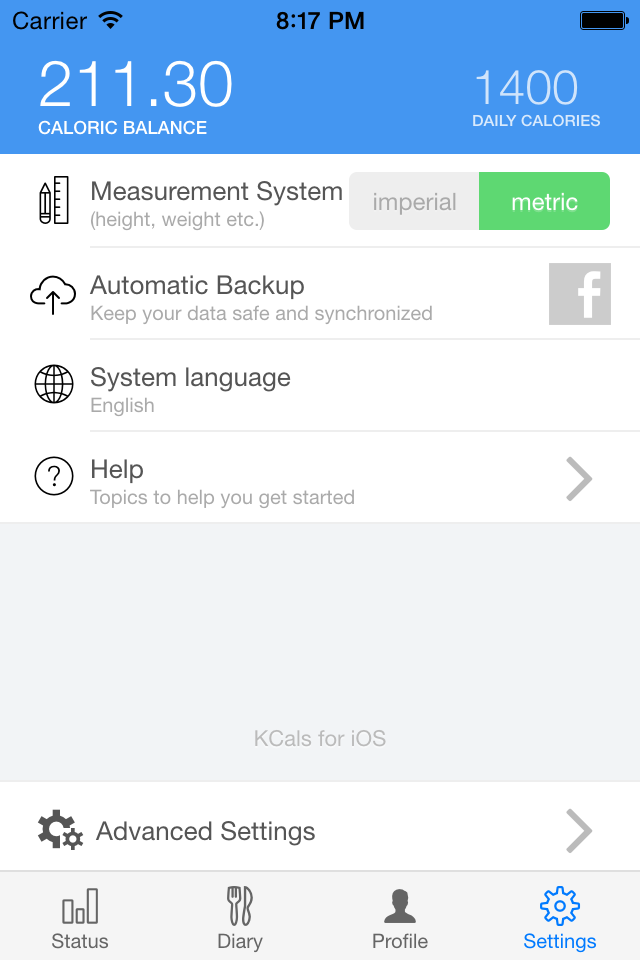 Carrier 8:17 PM
211.30 1400
CALORIC BALANCE DAILY CALORIES
Measurement System imperial metric
(height, weight etc.)
Automatic Backup f
Keep your data safe and synchronized
System language
English
? Help
Topics to help you get started
KCals for iOS
Advanced Settings
Status Diary Profile Settings